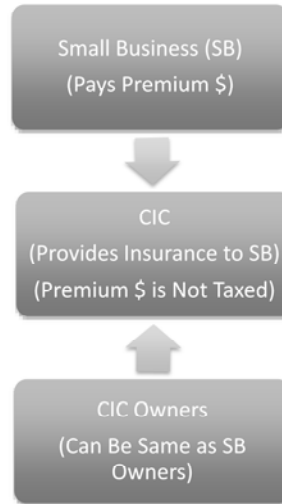 Small Business (SB)
(Pays Premium $)
CIC
(Provides Insurance to SB)
(Premium $ is Not Taxed)
CIC Owners
(Can Be Same as SB
Owners)